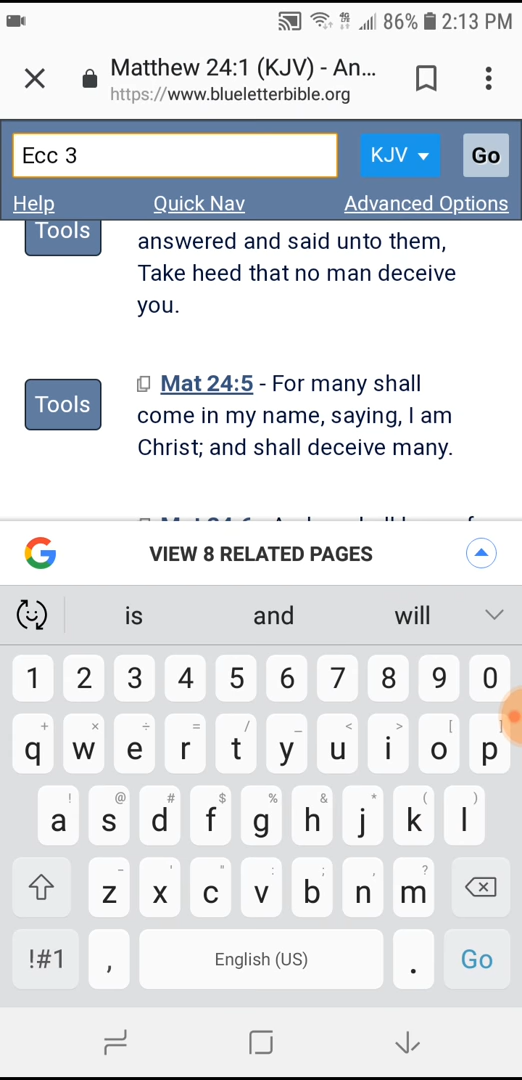 86% 2:13 PM
Matthew 24:1 (KJV) - An...
https://www.blueletterbible.org
Ecc 3 KJV Go
Help Quick Nav Advanced Options
Tools
answered and said unto them,
Take heed that no man deceive
you.
Tools
Mat 24:5 - For many shall
come in my name, saying, I am
Christ; and shall deceive many.
G VIEW 8 RELATED PAGES
is and will
1 2 3 4 5 6 7 8 9 0
+ × ÷ = / _ < > [ ]
q w e r t y u i o p
! @ # $ % & * ( )
a s d f g h j k l
- ' " : ; , ?
z x c v b n m
!#1 , English (US) . Go